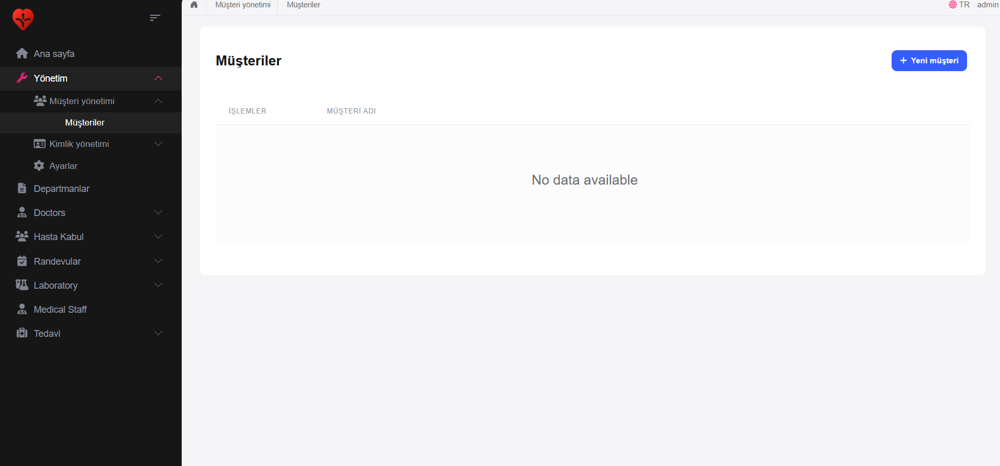 Müşteri yönetimi
Müşteriler
TR
admin
Ana sayfa
Yönetim
Müşteri yönetimi
Müşteriler
Kimlik yönetimi
Ayarlar
Departmanlar
Doctors
Hasta Kabul
Randevular
Laboratory
Medical Staff
Tedavi
Müşteriler
+ Yeni müşteri
İŞLEMLER
MÜŞTERİ ADI
No data available